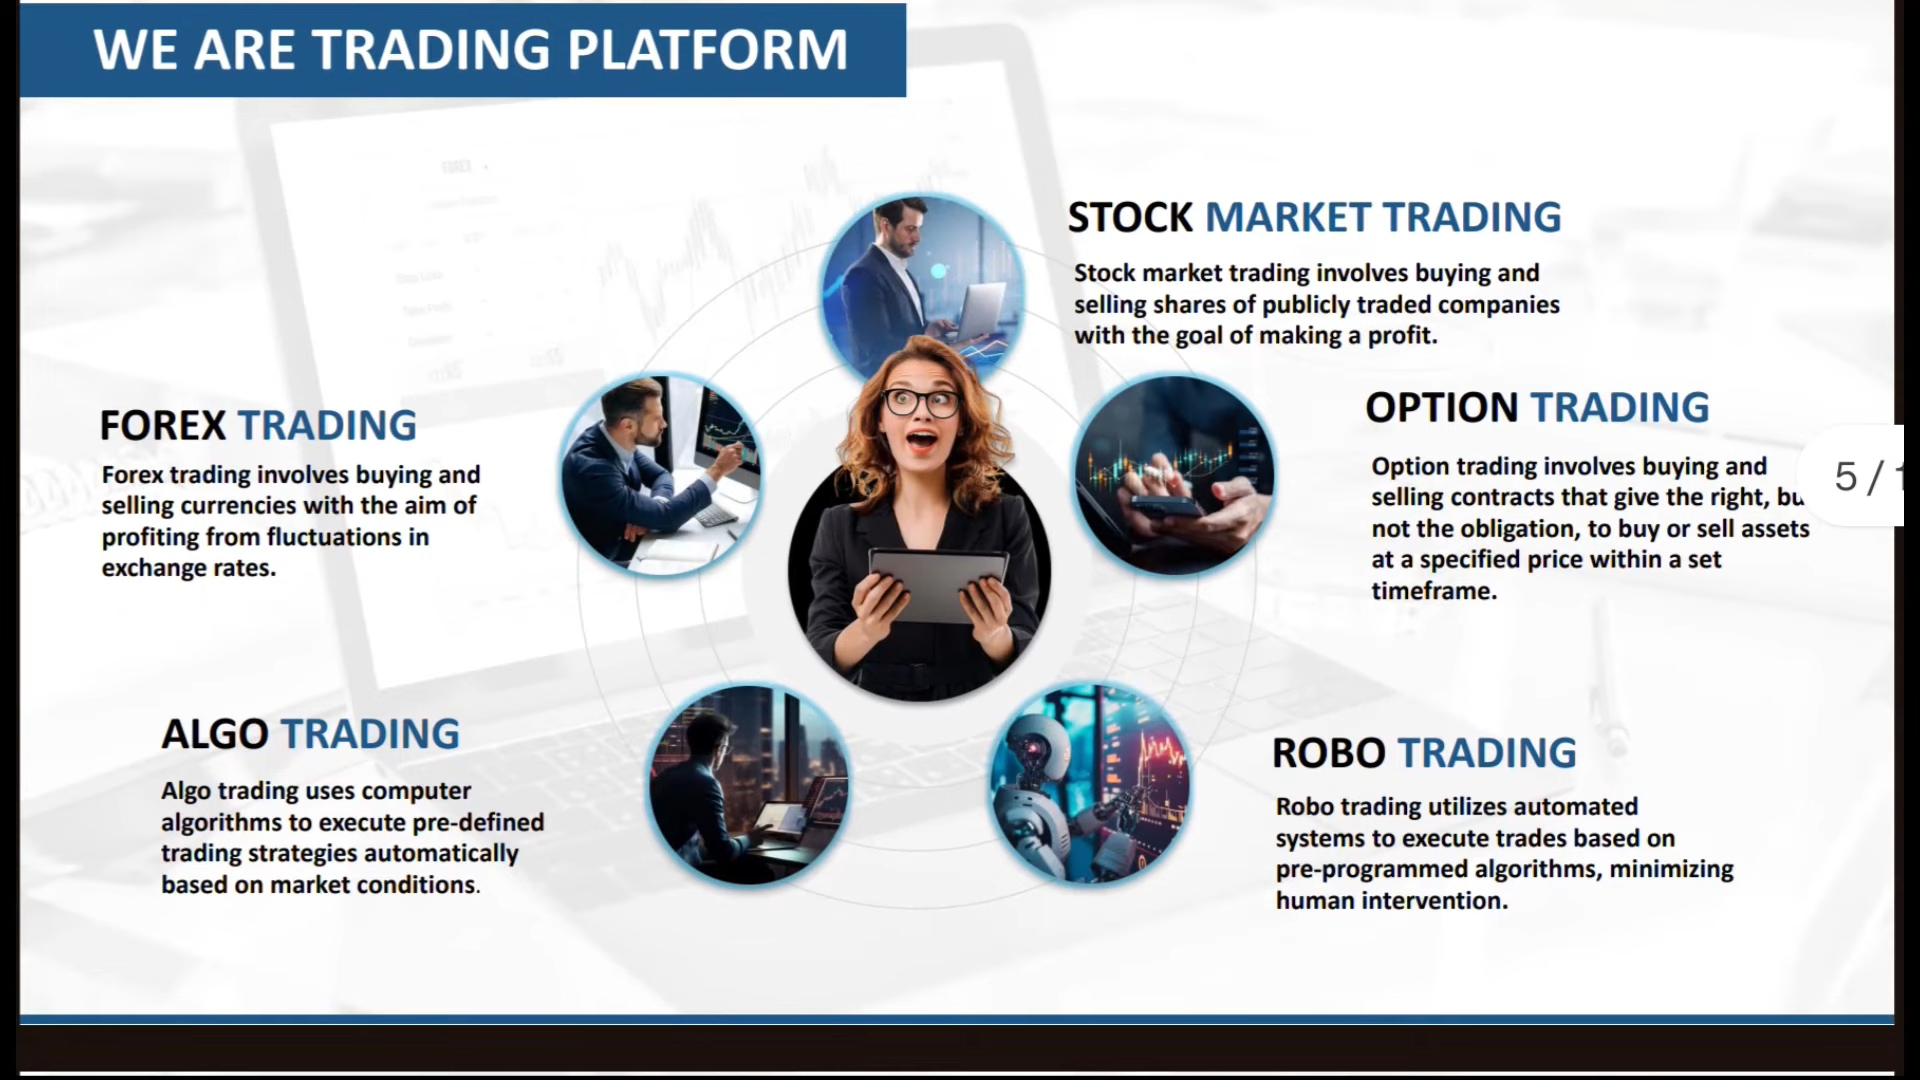 WE ARE TRADING PLATFORM
FOREX
STOCK MARKET TRADING
Stock market trading involves buying and
selling shares of publicly traded companies
with the goal of making a profit.
FOREX TRADING
Forex trading involves buying and
selling currencies with the aim of
profiting from fluctuations in
exchange rates.
OPTION TRADING
Option trading involves buying and
selling contracts that give the right, bu
not the obligation, to buy or sell assets
at a specified price within a set
timeframe.
5 / 1
ALGO TRADING
Algo trading uses computer
algorithms to execute pre-defined
trading strategies automatically
based on market conditions.
ROBO TRADING
Robo trading utilizes automated
systems to execute trades based on
pre-programmed algorithms, minimizing
human intervention.